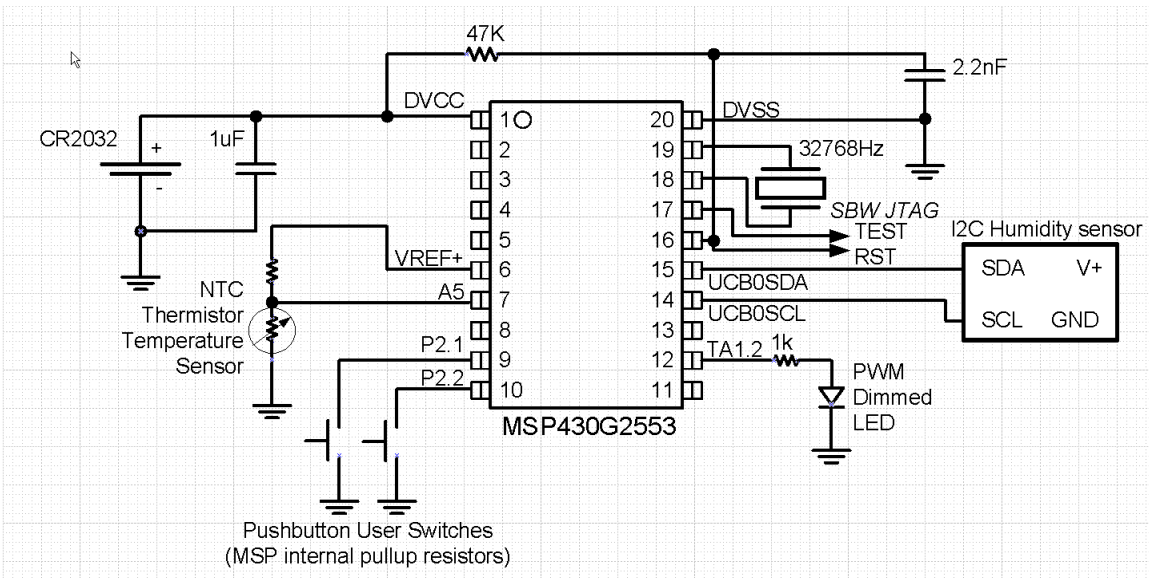 47K
2.2nF
DVCC
DVSS
CR2032
+
-
1uF
1
2
3
4
5
6
7
8
9
10
20
19
18
17
16
15
14
13
12
11
32768Hz
SBW JTAG
TEST
RST
I2C Humidity sensor
SDA V+
SCL GND
UCB0SDA
UCB0SCL
VREF+
A5
NTC
Thermistor
Temperature
Sensor
P2.1
P2.2
TA1.2 1k
PWM
Dimmed
LED
MSP430G2553
Pushbutton User Switches
(MSP internal pullup resistors)